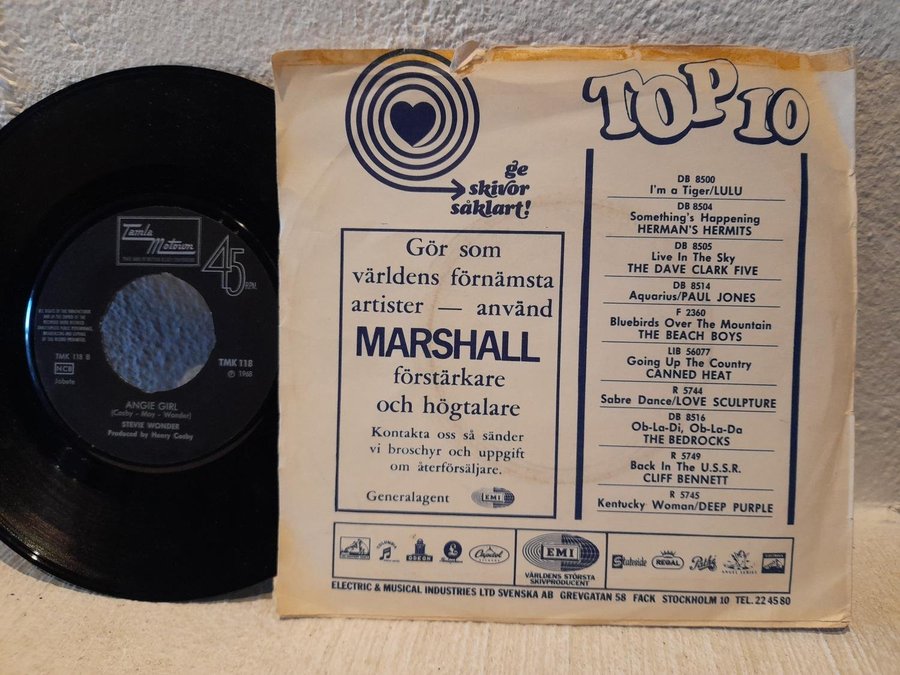 Tamla
Motown
45
RPM
TMK 118 B
NCB
Jobete
TMK 118
℗ 1968
ANGIE GIRL
(Cosby - Moy - Wonder)
STEVIE WONDER
Produced by Henry Cosby
ge
skivor
såklart!
Gör som
världens förnämsta
artister — använd
MARSHALL
förstärkare
och högtalare
Kontakta oss så sänder
vi broschyr och uppgift
om återförsäljare.
Generalagent EMI
TOP 10
DB 8500
I'm a Tiger/LULU
DB 8504
Something's Happening
HERMAN'S HERMITS
DB 8505
Live In The Sky
THE DAVE CLARK FIVE
DB 8514
Aquarius/PAUL JONES
F 2360
Bluebirds Over The Mountain
THE BEACH BOYS
LIB 56077
Going Up The Country
CANNED HEAT
R 5744
Sabre Dance/LOVE SCULPTURE
DB 8516
Ob-La-Di, Ob-La-Da
THE BEDROCKS
R 5749
Back In The U.S.S.R.
CLIFF BENNETT
R 5745
Kentucky Woman/DEEP PURPLE
COLUMBIA
ODEON
Parlophone
Capitol
EMI
VÄRLDENS STÖRSTA
SKIVPRODUCENT
Stateside
REGAL
Pathé
ANGEL SERIES
ELECTRIC & MUSICAL INDUSTRIES LTD SVENSKA AB GREVGATAN 58 FACK STOCKHOLM 10 TEL. 22 45 80